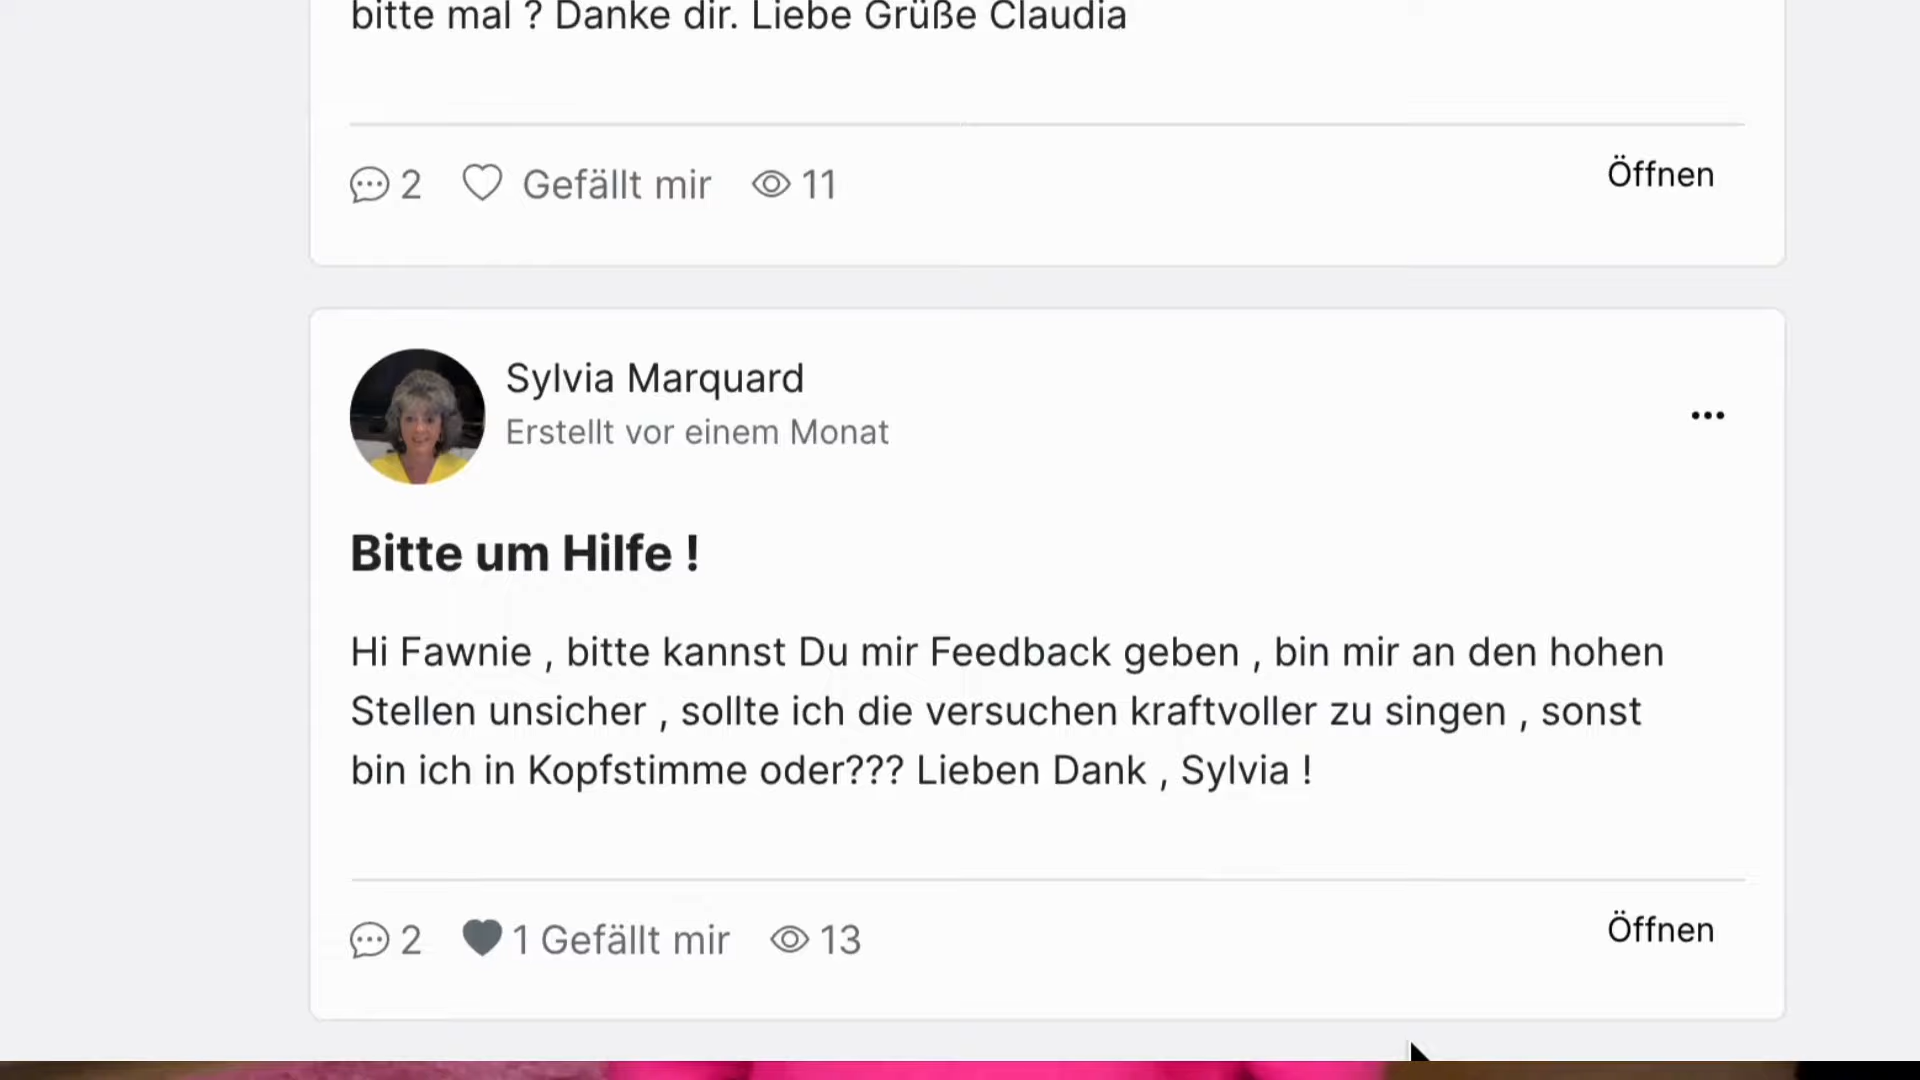 bitte mal ? Danke dir. Liebe Grüße Claudia
2 Gefällt mir 11 Öffnen
Sylvia Marquard
Erstellt vor einem Monat
Bitte um Hilfe !
Hi Fawnie , bitte kannst Du mir Feedback geben , bin mir an den hohen
Stellen unsicher , sollte ich die versuchen kraftvoller zu singen , sonst
bin ich in Kopfstimme oder??? Lieben Dank , Sylvia !
2 1 Gefällt mir 13 Öffnen